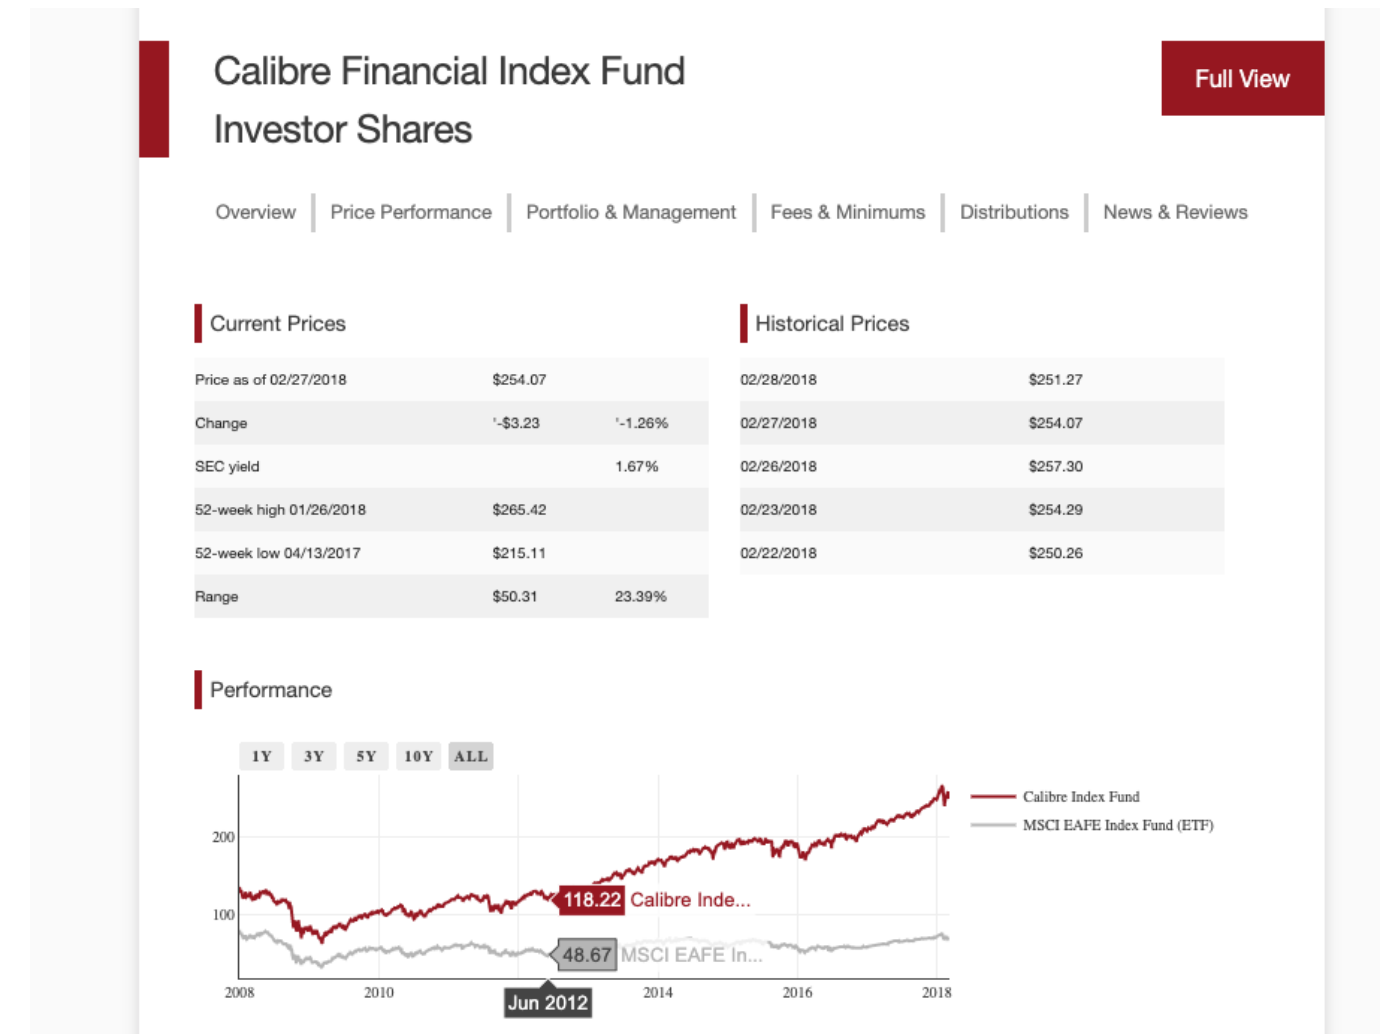 Calibre Financial Index Fund
Investor Shares
Full View
Overview
Price Performance
Portfolio & Management
Fees & Minimums
Distributions
News & Reviews
Current Prices
Price as of 02/27/2018 $254.07
Change '-$3.23 '-1.26%
SEC yield 1.67%
52-week high 01/26/2018 $265.42
52-week low 04/13/2017 $215.11
Range $50.31 23.39%
Historical Prices
02/28/2018 $251.27
02/27/2018 $254.07
02/26/2018 $257.30
02/23/2018 $254.29
02/22/2018 $250.26
Performance
1Y 3Y 5Y 10Y ALL
Calibre Index Fund
MSCI EAFE Index Fund (ETF)
200
100
118.22 Calibre Inde...
48.67 MSCI EAFE In...
2008 2010 Jun 2012 2014 2016 2018